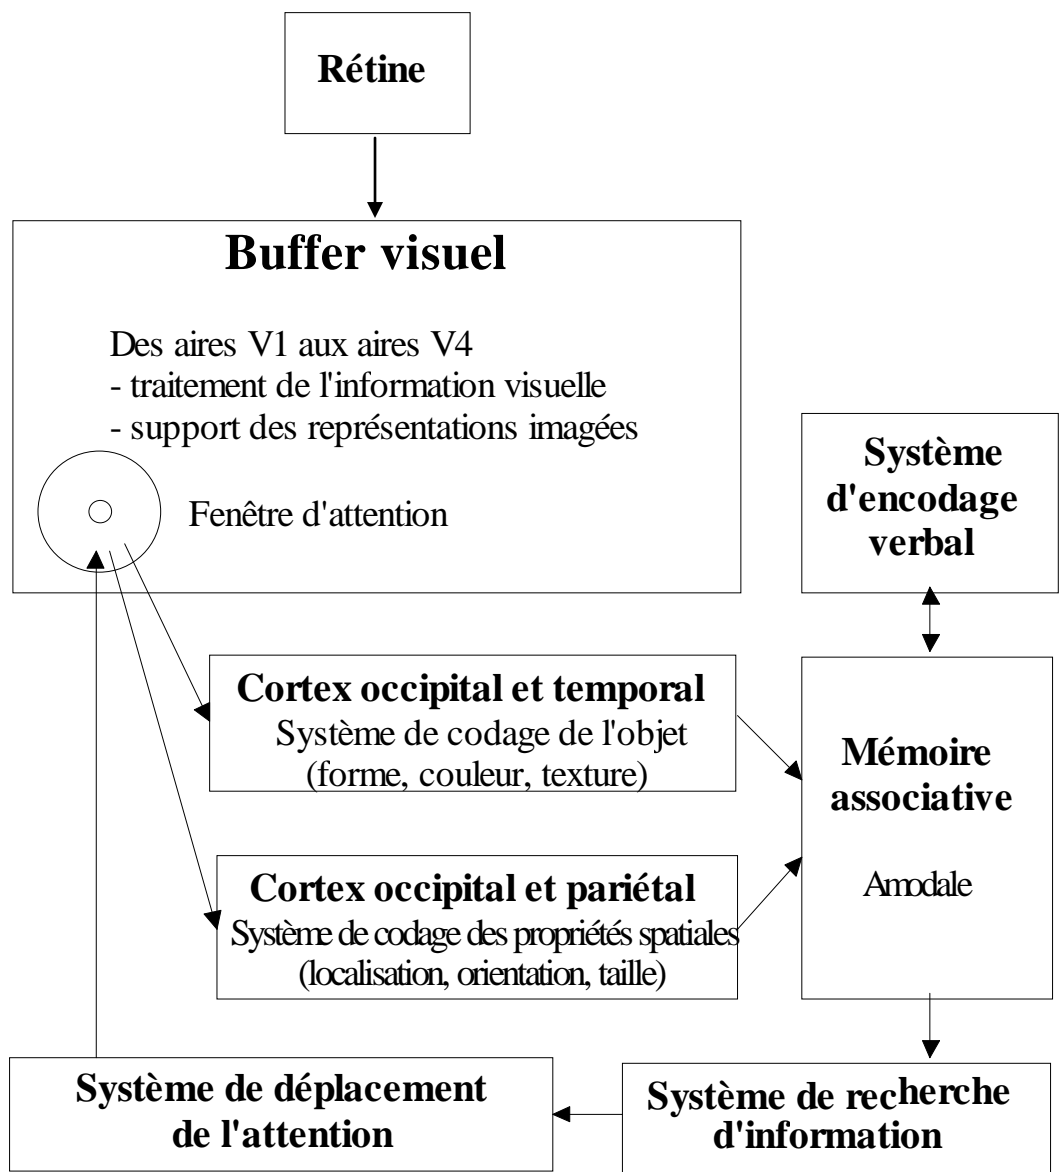 Rétine
Buffer visuel
Des aires V1 aux aires V4
- traitement de l'information visuelle
- support des représentations imagées
Fenêtre d'attention
Système
d'encodage
verbal
Cortex occipital et temporal
Système de codage de l'objet
(forme, couleur, texture)
Mémoire
associative
Amodale
Cortex occipital et pariétal
Système de codage des propriétés spatiales
(localisation, orientation, taille)
Système de déplacement
de l'attention
Système de recherche
d'information